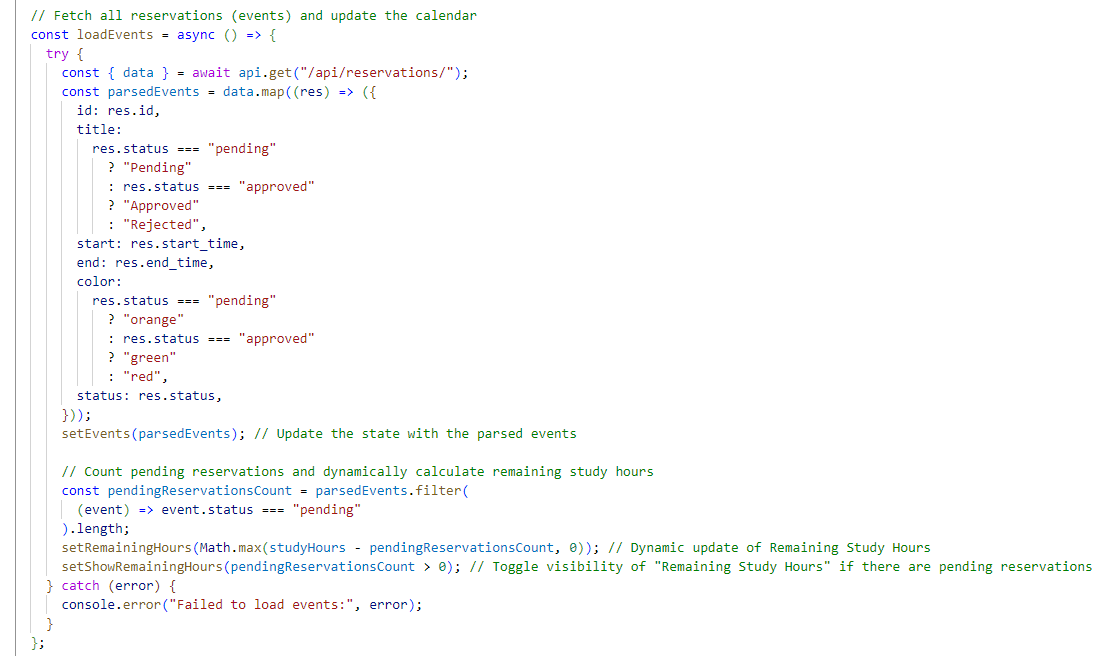 // Fetch all reservations (events) and update the calendar
const loadEvents = async () => {
try {
const { data } = await api.get("/api/reservations/");
const parsedEvents = data.map((res) => ({
id: res.id,
title:
res.status === "pending"
? "Pending"
: res.status === "approved"
? "Approved"
: "Rejected",
start: res.start_time,
end: res.end_time,
color:
res.status === "pending"
? "orange"
: res.status === "approved"
? "green"
: "red",
status: res.status,
}));
setEvents(parsedEvents); // Update the state with the parsed events
// Count pending reservations and dynamically calculate remaining study hours
const pendingReservationsCount = parsedEvents.filter(
(event) => event.status === "pending"
).length;
setRemainingHours(Math.max(studyHours - pendingReservationsCount, 0)); // Dynamic update of Remaining Study Hours
setShowRemainingHours(pendingReservationsCount > 0); // Toggle visibility of "Remaining Study Hours" if there are pending reservations
} catch (error) {
console.error("Failed to load events:", error);
}
};